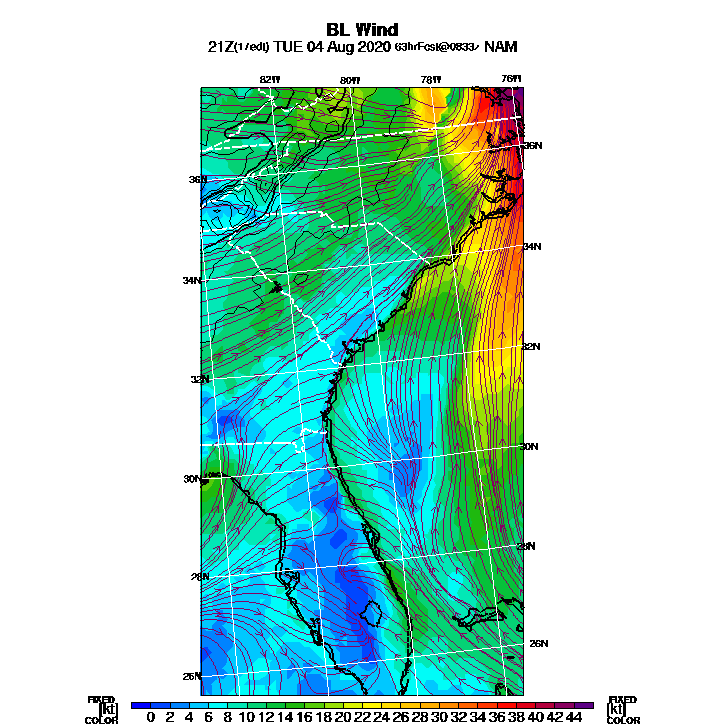 BL Wind
21Z(17edt) TUE 04 Aug 2020 63hrFcst@0833z NAM
82W 80W 78W 76W
36N 36N
34N 34N
32N 32N
30N 30N
28N 28N
26N 26N
FIXED FIXED
[kt] 0 2 4 6 8 10 12 14 16 18 20 22 24 26 28 30 32 34 36 38 40 42 44 [kt]
COLOR COLOR